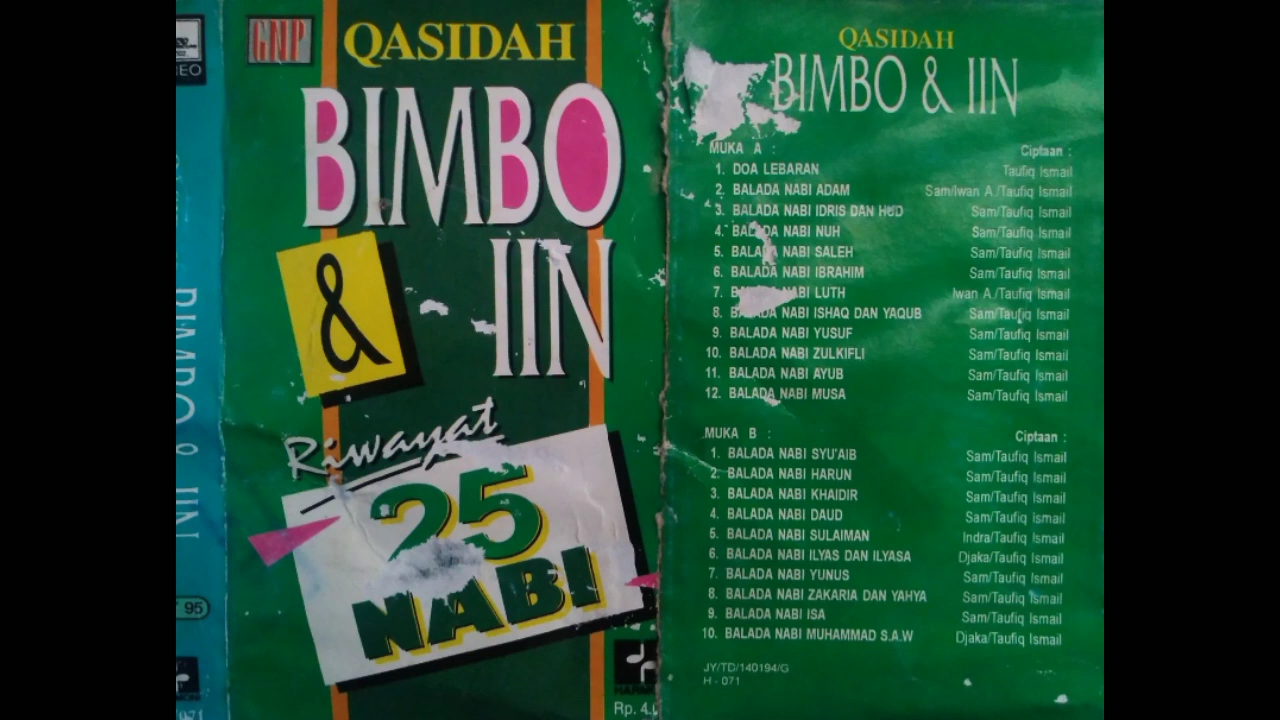 REO
BIMBO & IIN
95
971
GNP
QASIDAH
BIMBO
&
IIN
Riwayat
25
NABI
Rp. 4.
QASIDAH
BIMBO & IIN
MUKA A : Ciptaan :
1. DOA LEBARAN Taufiq Ismail
2. BALADA NABI ADAM Sam/Iwan A./Taufiq Ismail
3. BALADA NABI IDRIS DAN HUD Sam/Taufiq Ismail
4. BALADA NABI NUH Sam/Taufiq Ismail
5. BALADA NABI SALEH Sam/Taufiq Ismail
6. BALADA NABI IBRAHIM Sam/Taufiq Ismail
7. BALADA NABI LUTH Iwan A./Taufiq Ismail
8. BALADA NABI ISHAQ DAN YAQUB Sam/Taufiq Ismail
9. BALADA NABI YUSUF Sam/Taufiq Ismail
10. BALADA NABI ZULKIFLI Sam/Taufiq Ismail
11. BALADA NABI AYUB Sam/Taufiq Ismail
12. BALADA NABI MUSA Sam/Taufiq Ismail
MUKA B : Ciptaan :
1. BALADA NABI SYU'AIB Sam/Taufiq Ismail
2. BALADA NABI HARUN Sam/Taufiq Ismail
3. BALADA NABI KHAIDIR Sam/Taufiq Ismail
4. BALADA NABI DAUD Sam/Taufiq Ismail
5. BALADA NABI SULAIMAN Indra/Taufiq Ismail
6. BALADA NABI ILYAS DAN ILYASA Djaka/Taufiq Ismail
7. BALADA NABI YUNUS Sam/Taufiq Ismail
8. BALADA NABI ZAKARIA DAN YAHYA Sam/Taufiq Ismail
9. BALADA NABI ISA Sam/Taufiq Ismail
10. BALADA NABI MUHAMMAD S.A.W Djaka/Taufiq Ismail
JY/TD/140194/G
H - 071